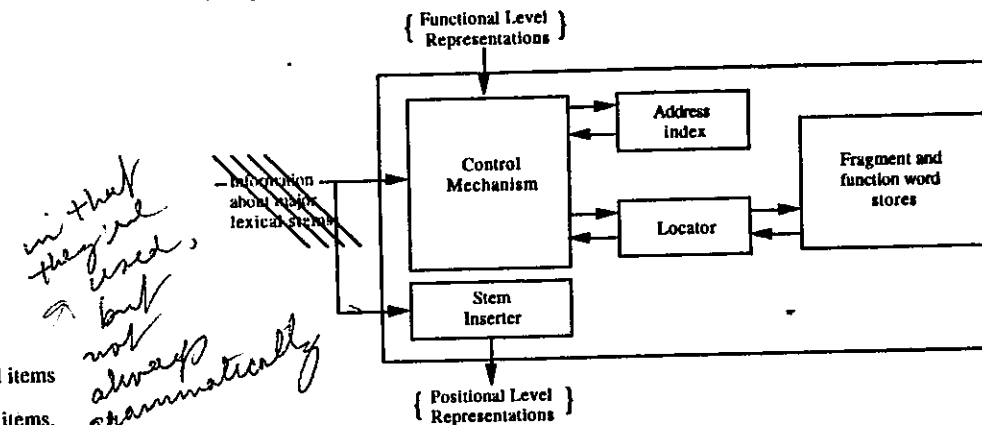 { Functional Level }
Representations
Control
Mechanism
Address
index
Fragment and
function word
stores
Locator
Information
about major
lexical stems
Stem
Inserter
{ Positional Level }
Representations
in that
they're
used,
but
not
always
grammatically
items
items.